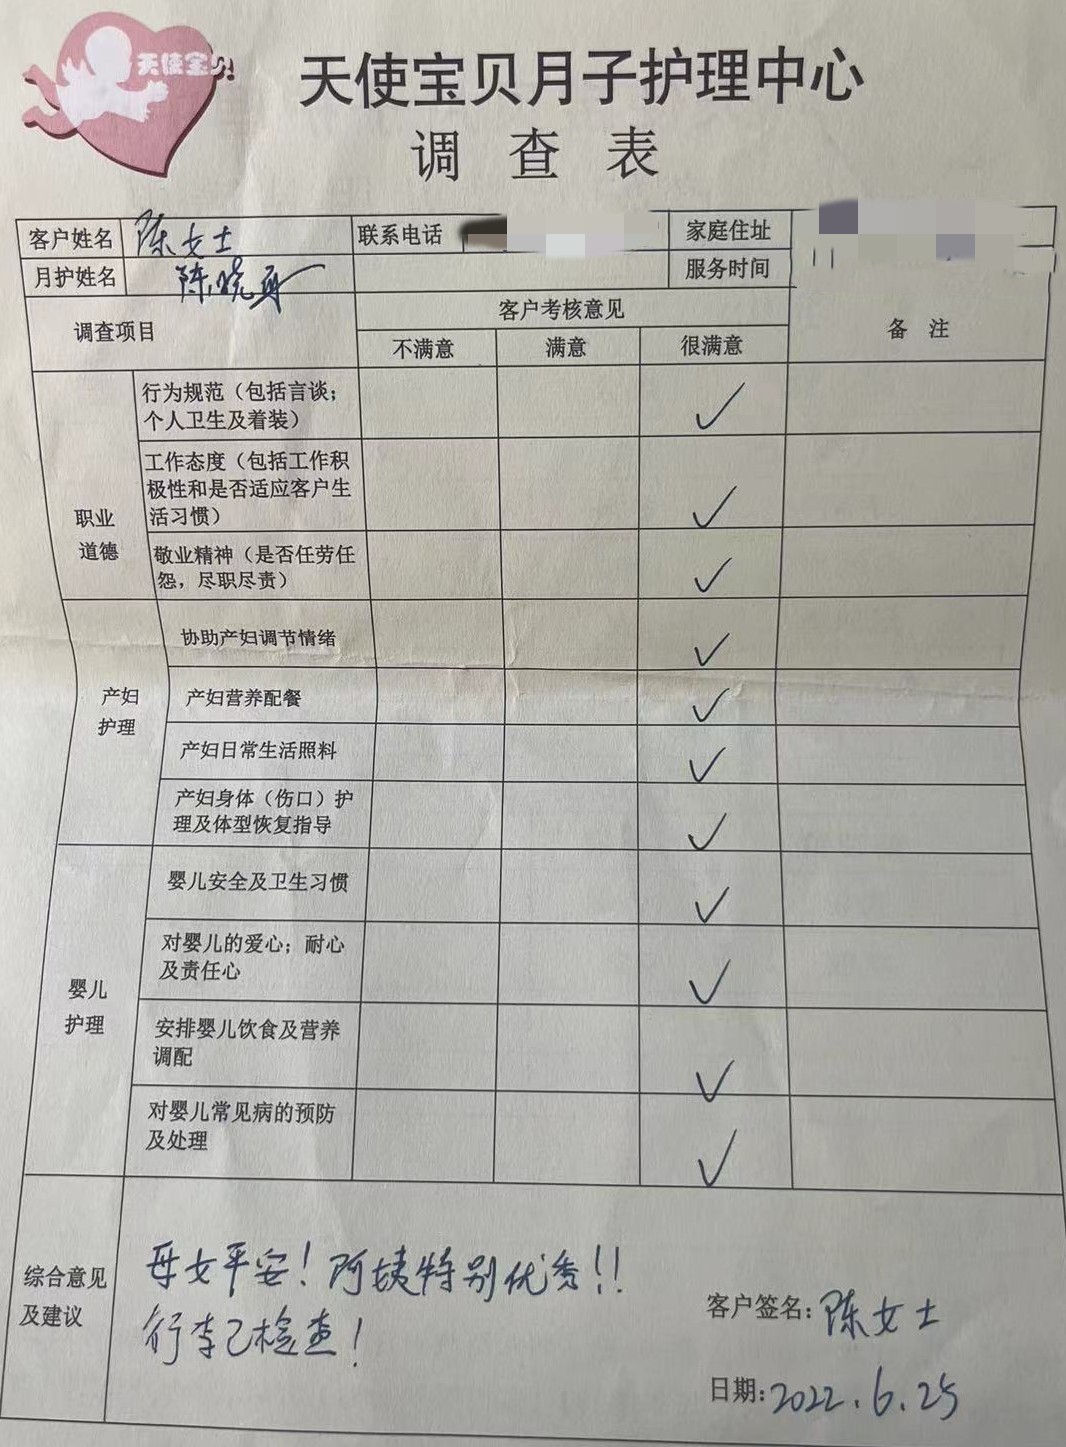 天使宝贝
天使宝贝月子护理中心
调查表
客户姓名 陈女士 联系电话 家庭住址
月护姓名 陈晓 服务时间
调查项目 客户考核意见 备注
不满意 满意 很满意
职业
道德
行为规范（包括言谈；
个人卫生及着装） ✓
工作态度（包括工作积
极性和是否适应客户生
活习惯） ✓
敬业精神（是否任劳任
怨，尽职尽责） ✓
产妇
护理
协助产妇调节情绪 ✓
产妇营养配餐 ✓
产妇日常生活照料 ✓
产妇身体（伤口）护
理及体型恢复指导 ✓
婴儿
护理
婴儿安全及卫生习惯 ✓
对婴儿的爱心；耐心
及责任心 ✓
安排婴儿饮食及营养
调配 ✓
对婴儿常见病的预防
及处理 ✓
综合意见
及建议
母女平安！阿姨特别优秀！！
行李已检查！
客户签名：陈女士
日期：2022.6.25